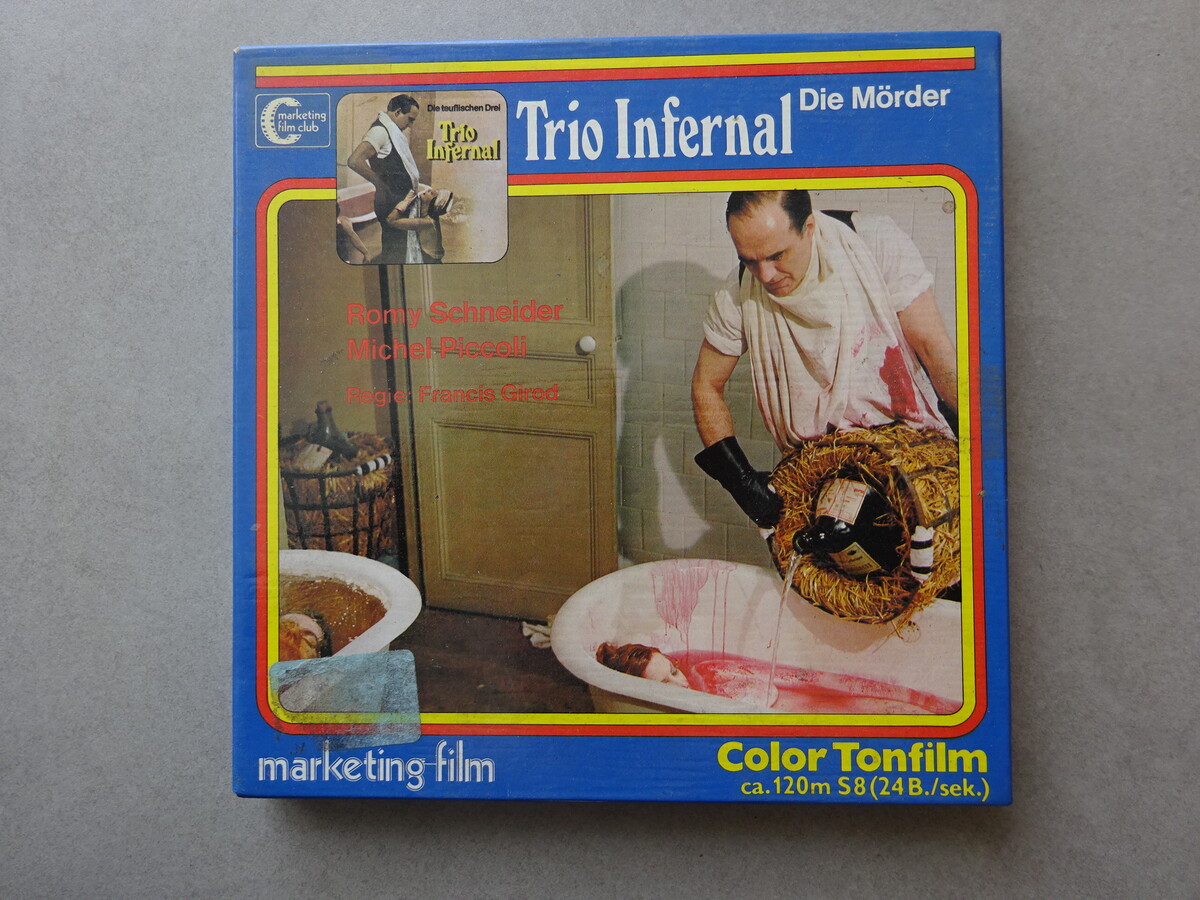 marketing
film club
Die teuflischen Drei
Trio
Infernal
Trio Infernal
Die Mörder
Romy Schneider
Michel Piccoli
Regie: Francis Girod
marketing-film
Color Tonfilm
ca. 120m S8 (24 B./sek.)